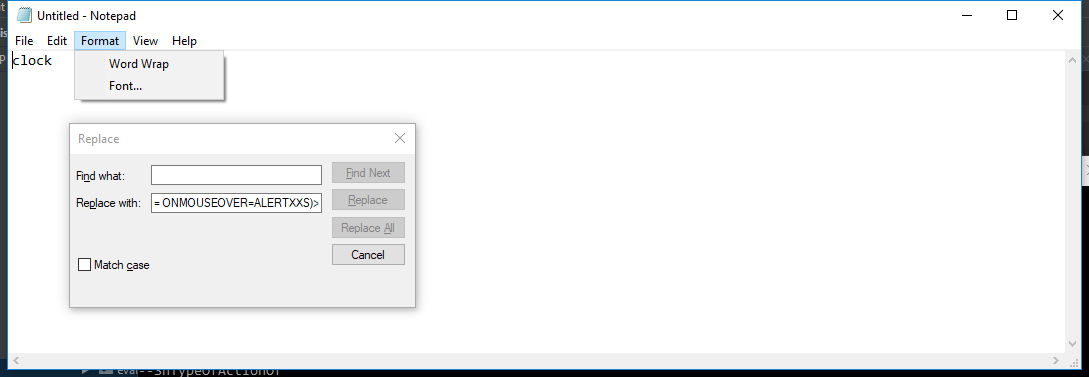 Untitled - Notepad
File Edit Format View Help
clock
Word Wrap
Font...
Replace
Find what:
Find Next
Replace with: = ONMOUSEOVER=ALERTXXS)>
Replace
Replace All
Cancel
Match case